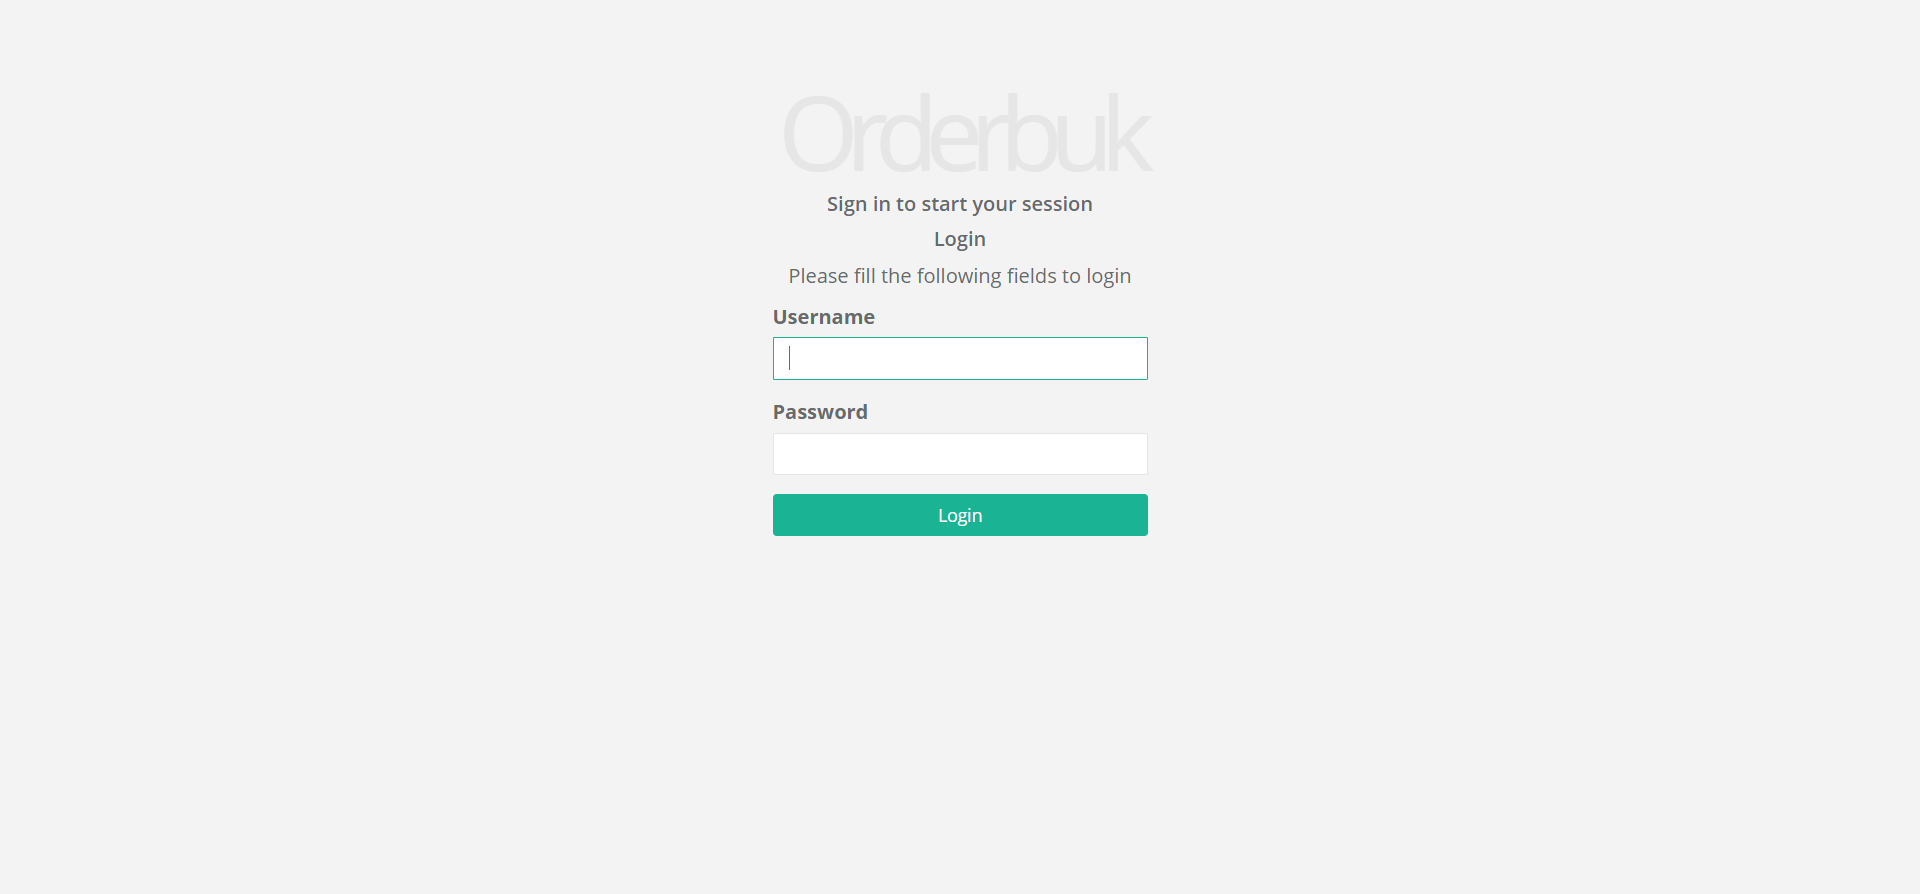 Orderbuk
Sign in to start your session
Login
Please fill the following fields to login
Username
Password
Login